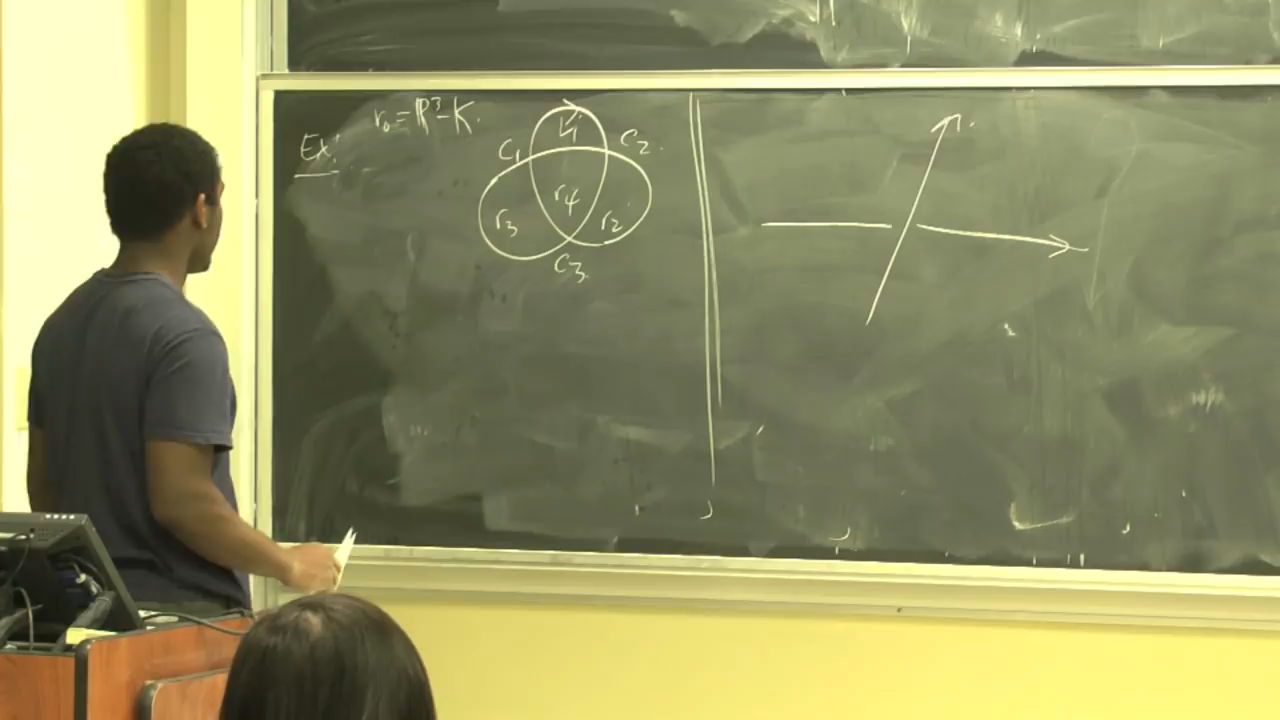 Ex:
r₀ = ℝ³ - K.
r₁
C₁
C₂.
r₄
r₃
r₂
C₃.